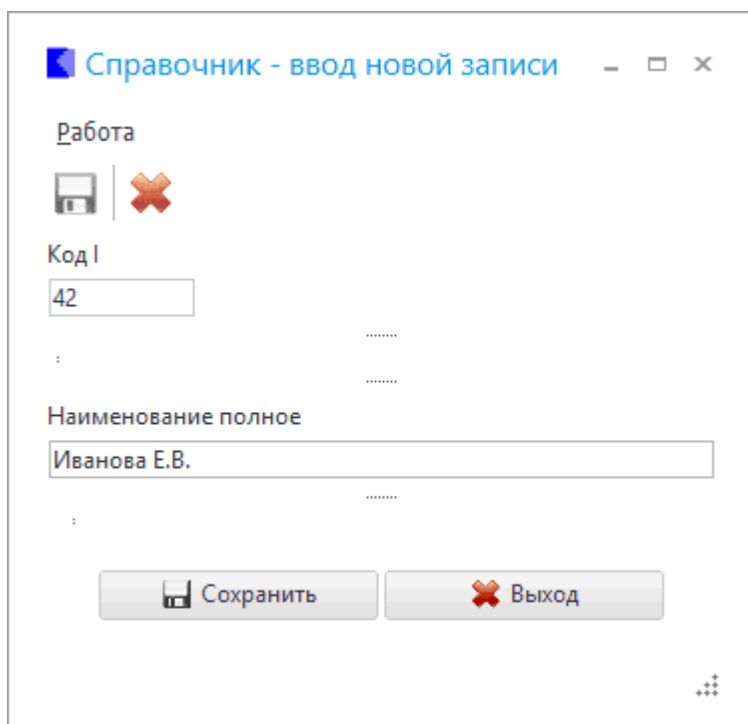 Справочник - ввод новой записи
Работа
Код I
42
Наименование полное
Иванова Е.В.
Сохранить Выход